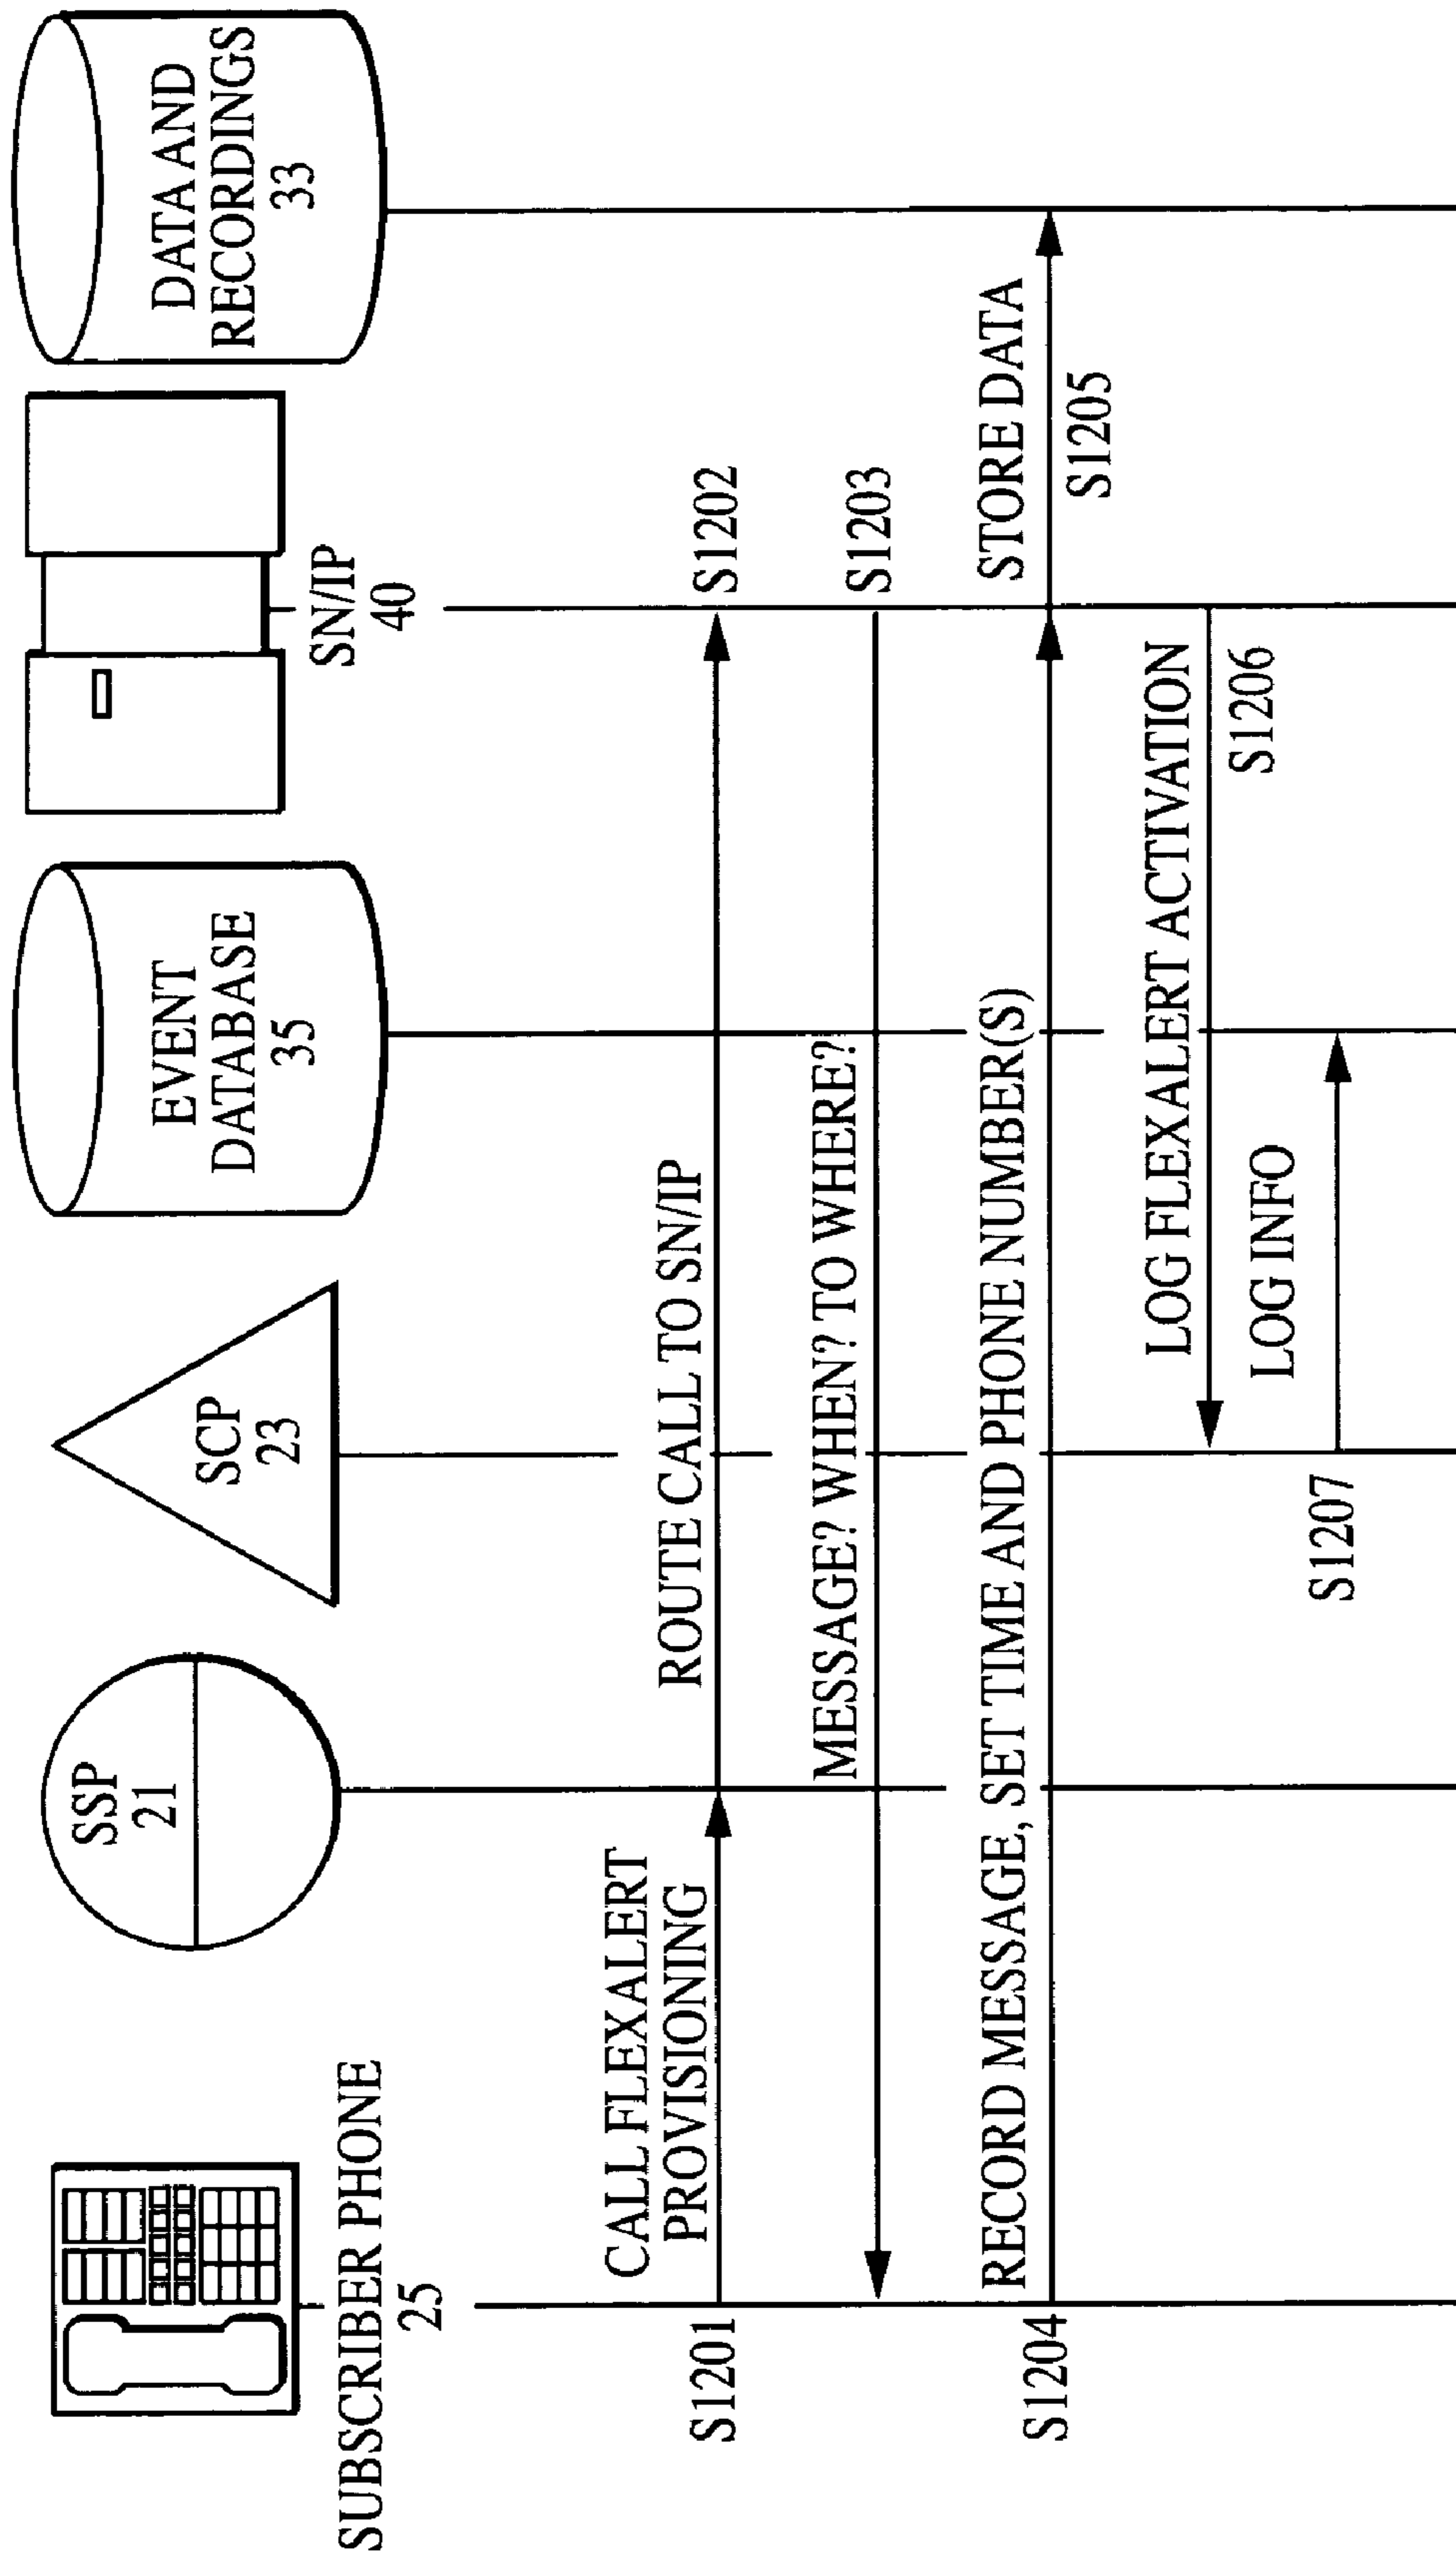 SUBSCRIBER PHONE
25
SSP
21
SCP
23
EVENT
DATABASE
35
SN/IP
40
DATA AND
RECORDINGS
33
CALL FLEXALERT
PROVISIONING
S1201
ROUTE CALL TO SN/IP
S1202
MESSAGE? WHEN? TO WHERE?
S1203
RECORD MESSAGE, SET TIME AND PHONE NUMBER(S)
S1204
STORE DATA
S1205
LOG FLEXALERT ACTIVATION
S1206
LOG INFO
S1207